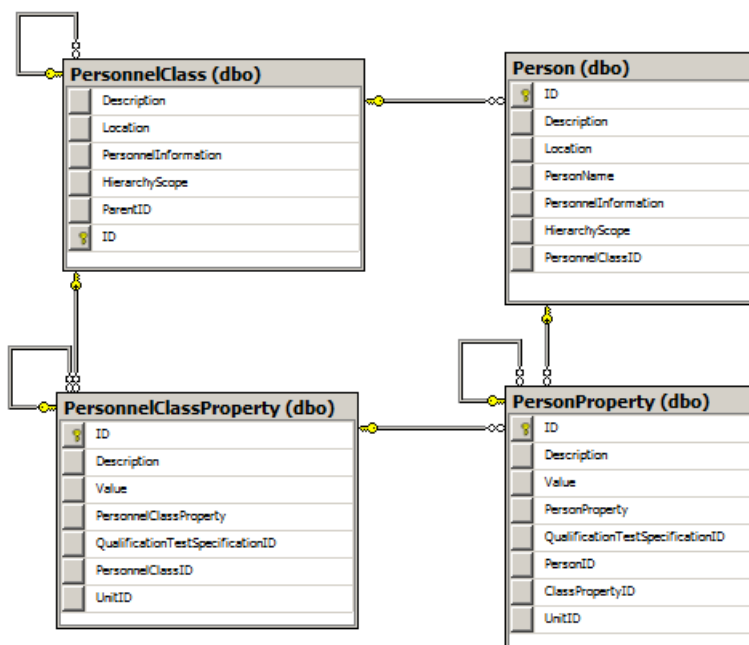 PersonnelClass (dbo)
Description
Location
PersonnelInformation
HierarchyScope
ParentID
ID
Person (dbo)
ID
Description
Location
PersonName
PersonnelInformation
HierarchyScope
PersonnelClassID
PersonnelClassProperty (dbo)
ID
Description
Value
PersonnelClassProperty
QualificationTestSpecificationID
PersonnelClassID
UnitID
PersonProperty (dbo)
ID
Description
Value
PersonProperty
QualificationTestSpecificationID
PersonID
ClassPropertyID
UnitID